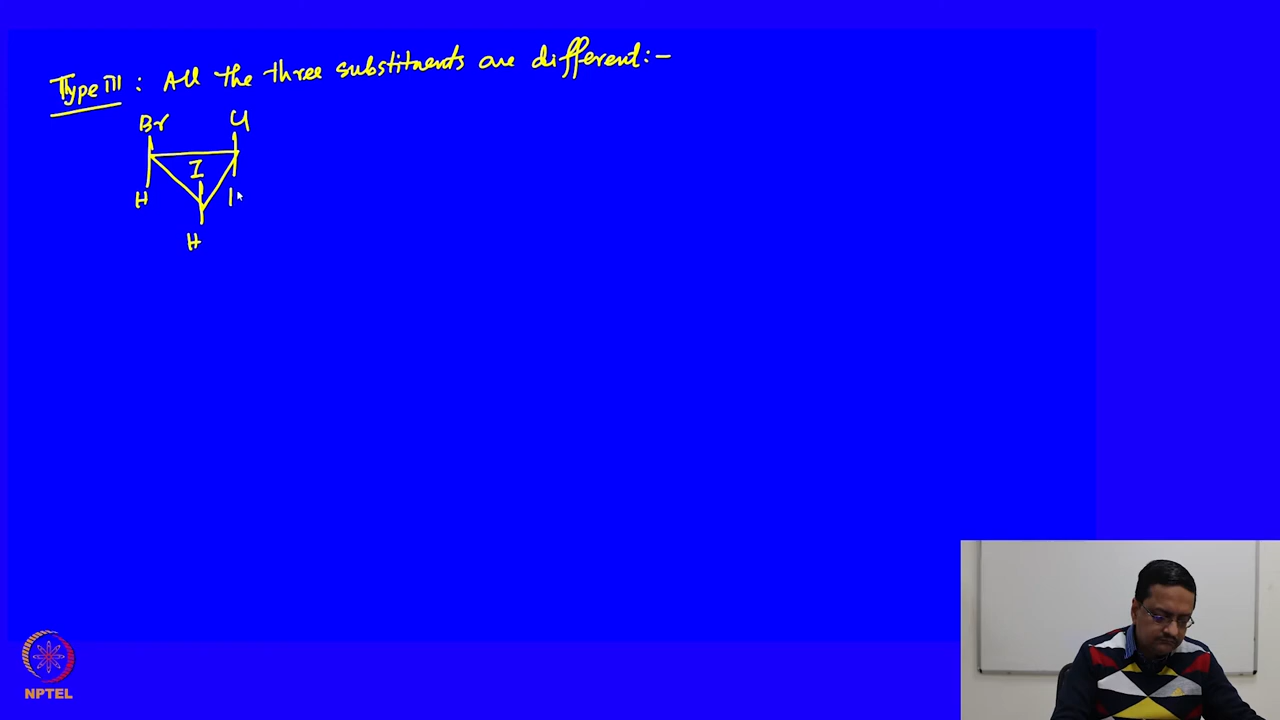 Type III : All the three substituents are different:-
Br Cl
I
H
H
NPTEL